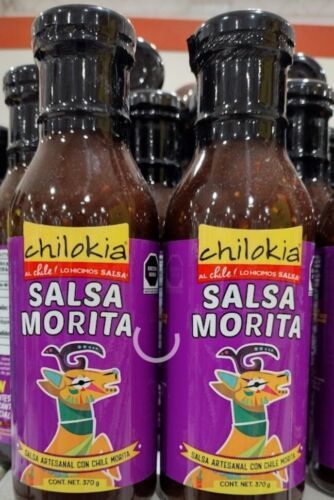 chilokia
AL chile! LO HICIMOS SALSA
SALSA
MORITA
SALSA ARTESANAL CON CHILE MORITA
CONT. NET. 370 g
chilokia
AL chile! LO HICIMOS SALSA
SALSA
MORITA
SALSA ARTESANAL CON CHILE MORITA
CONT. NET. 370 g